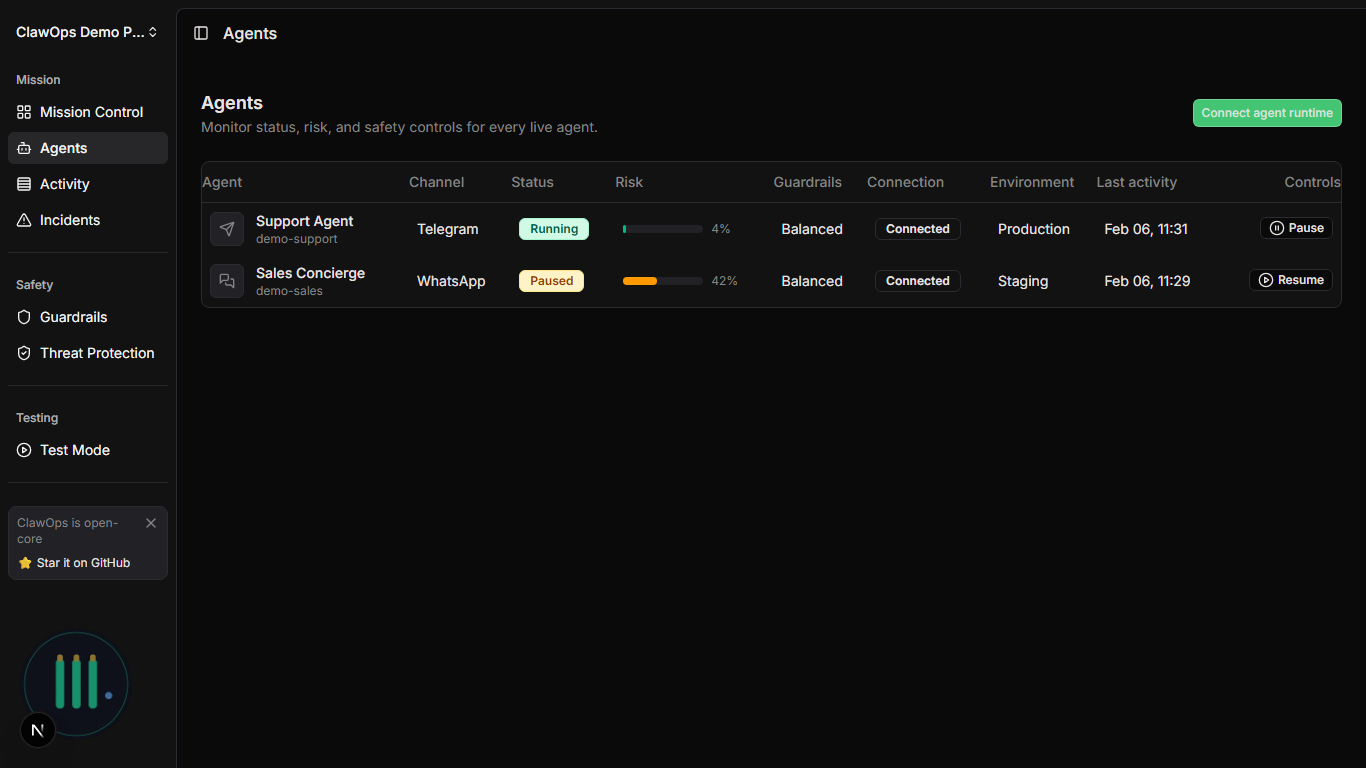 ClawOps Demo P...
Agents
Mission
Mission Control
Agents
Activity
Incidents
Safety
Guardrails
Threat Protection
Testing
Test Mode
ClawOps is open-
core
Star it on GitHub
N
Agents
Monitor status, risk, and safety controls for every live agent.
Connect agent runtime
Agent Channel Status Risk Guardrails Connection Environment Last activity Controls
Support Agent
demo-support
Telegram Running 4% Balanced Connected Production Feb 06, 11:31 Pause
Sales Concierge
demo-sales
WhatsApp Paused 42% Balanced Connected Staging Feb 06, 11:29 Resume